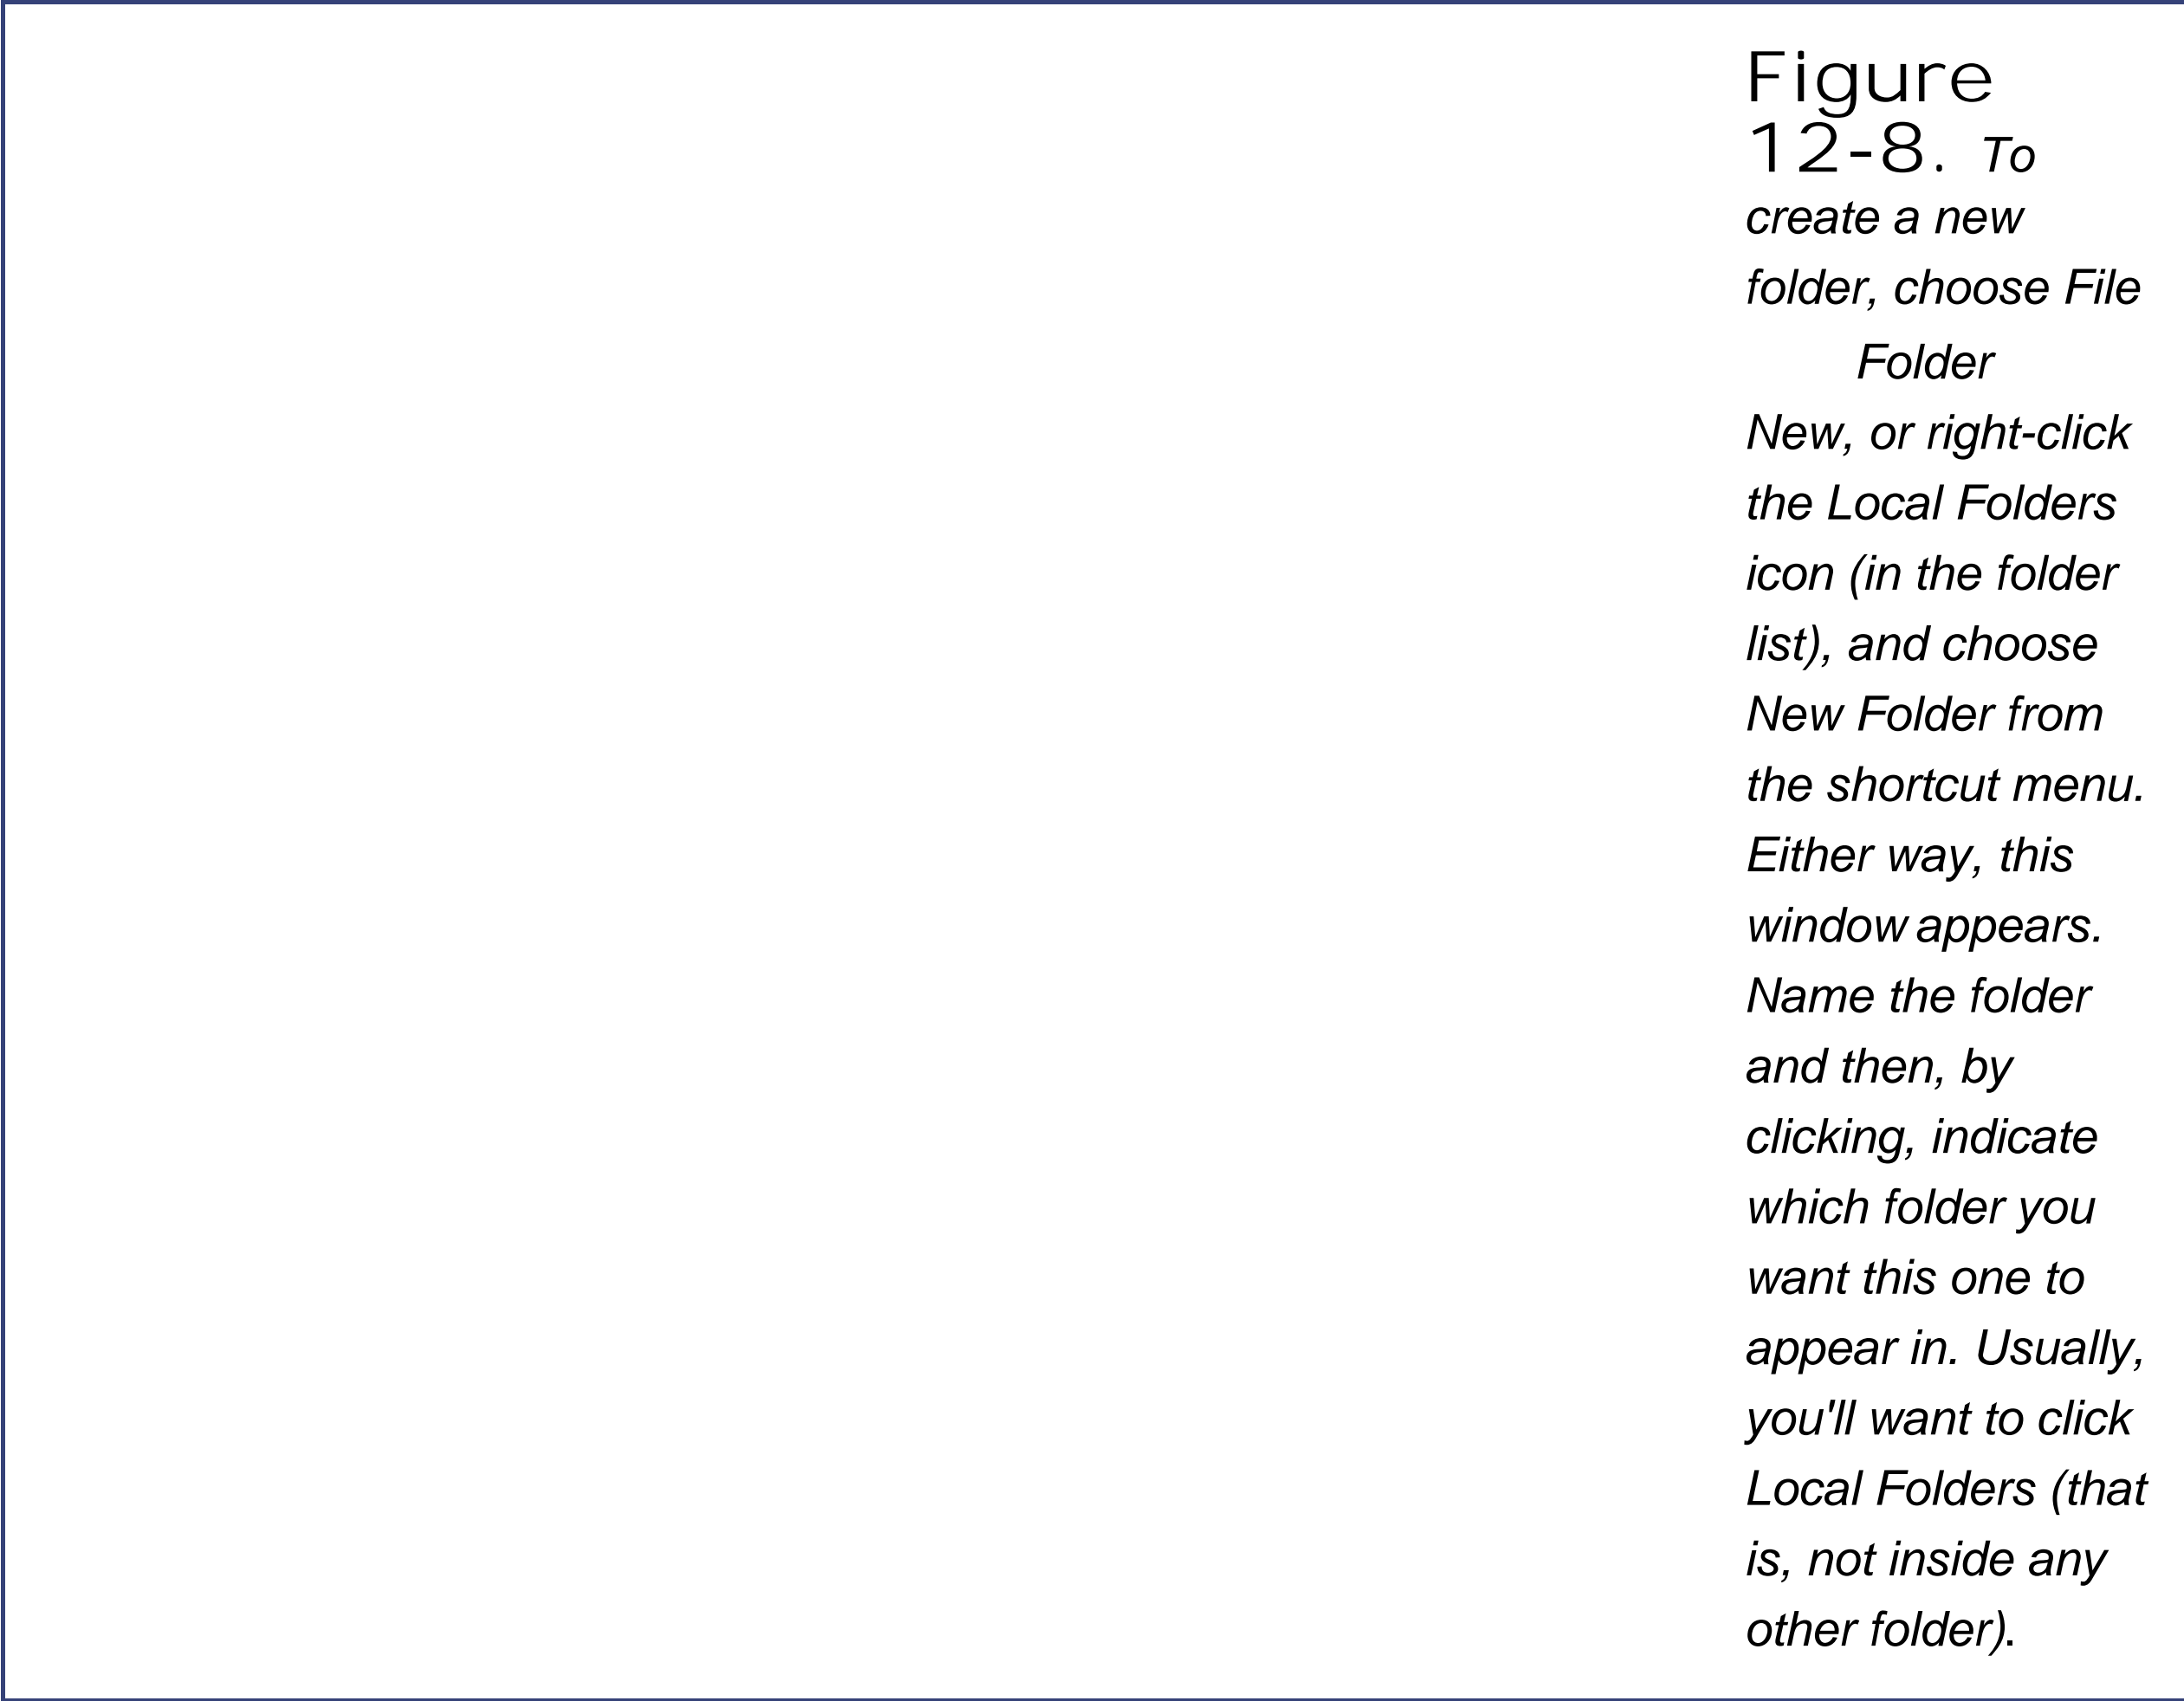 Figure
12-8. To
create a new
folder, choose File
Folder
New, or right-click
the Local Folders
icon (in the folder
list), and choose
New Folder from
the shortcut menu.
Either way, this
window appears.
Name the folder
and then, by
clicking, indicate
which folder you
want this one to
appear in. Usually,
you'll want to click
Local Folders (that
is, not inside any
other folder).